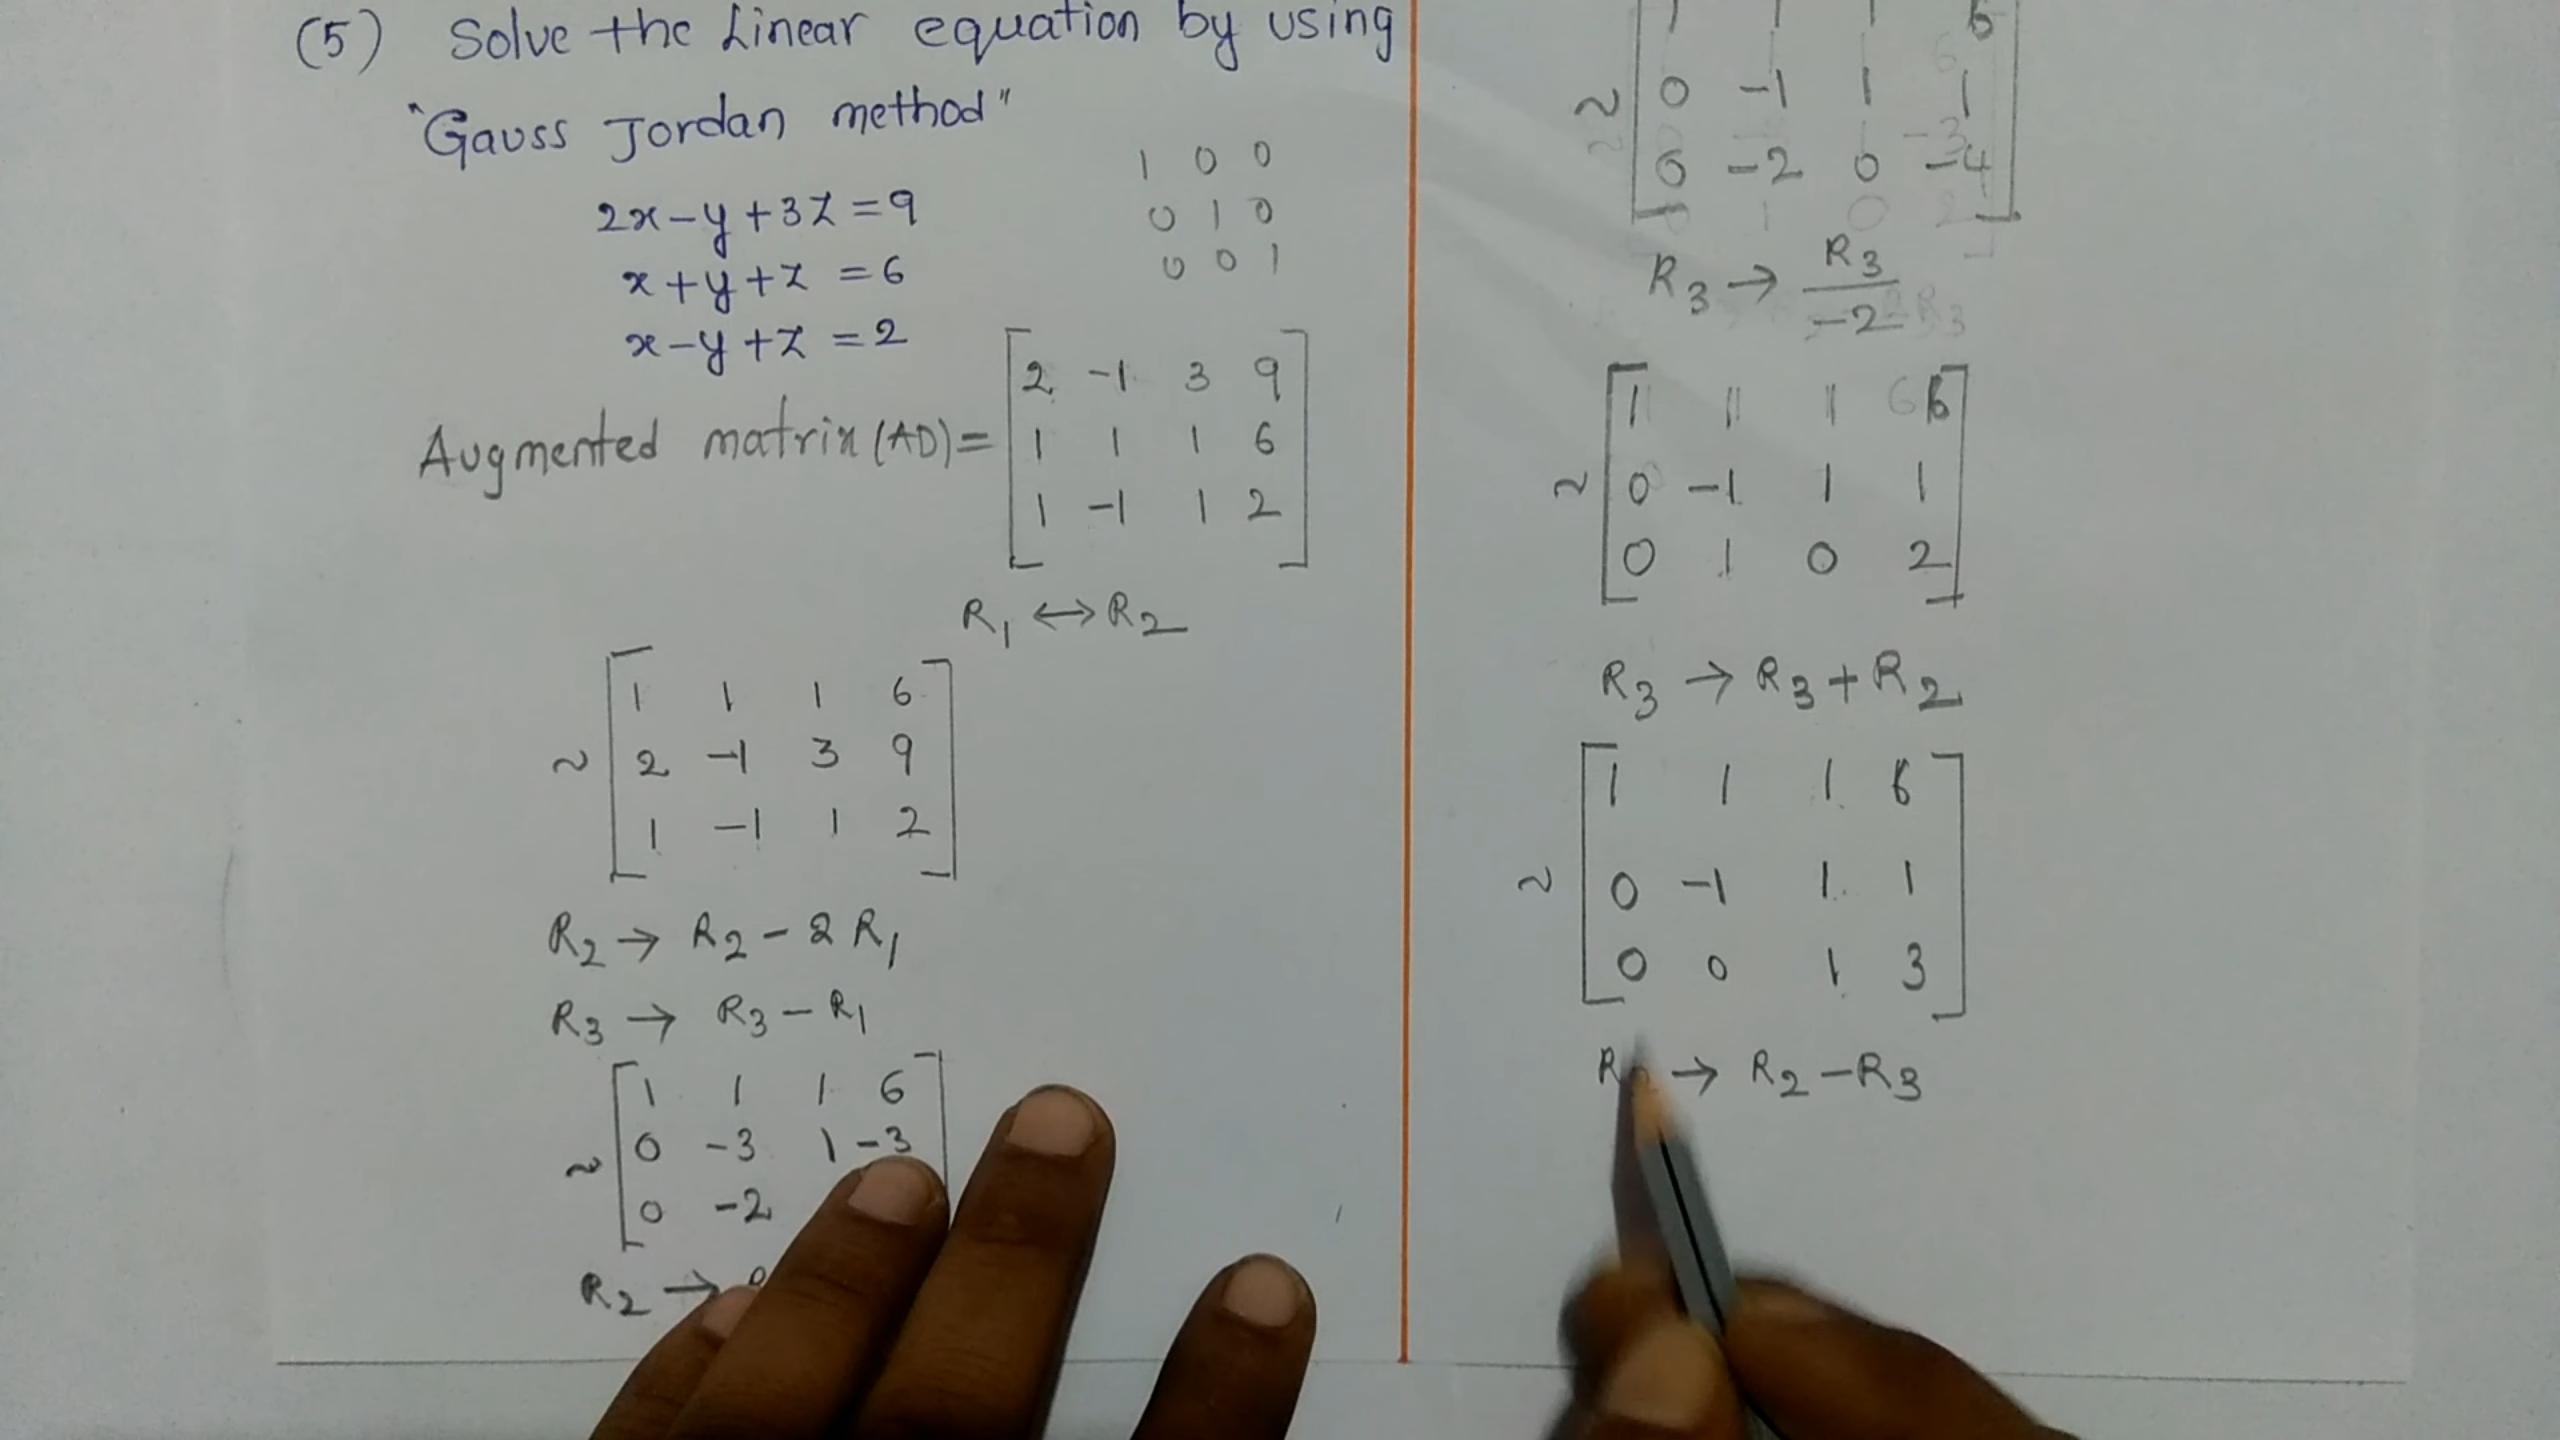 (5) Solve the Linear equation by using
"Gauss Jordan method"
2x-y+3z=9
x+y+z=6
x-y+z=2
1 0 0
0 1 0
0 0 1
Augmented matrix (AD)=
2 -1 3 9
1 1 1 6
1 -1 1 2
R1 ↔ R2
~
1 1 1 6
2 -1 3 9
1 -1 1 2
R2 → R2 - 2R1
R3 → R3 - R1
~
1 1 1 6
0 -3 1 -3
0 -2
R2 →
1 1 1 6
~
0 -1 1 1
0 -2 0 -4
R3 → R3/-2
~
1 1 1 6
0 -1 1 1
0 1 0 2
R3 → R3+R2
~
1 1 1 6
0 -1 1 1
0 0 1 3
R2 → R2-R3